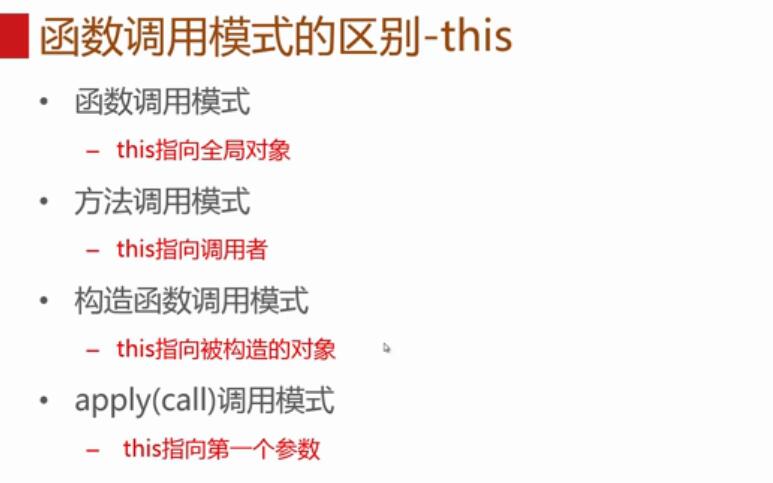 函数调用模式的区别-this
• 函数调用模式
– this指向全局对象
• 方法调用模式
– this指向调用者
• 构造函数调用模式
– this指向被构造的对象
• apply(call)调用模式
– this指向第一个参数